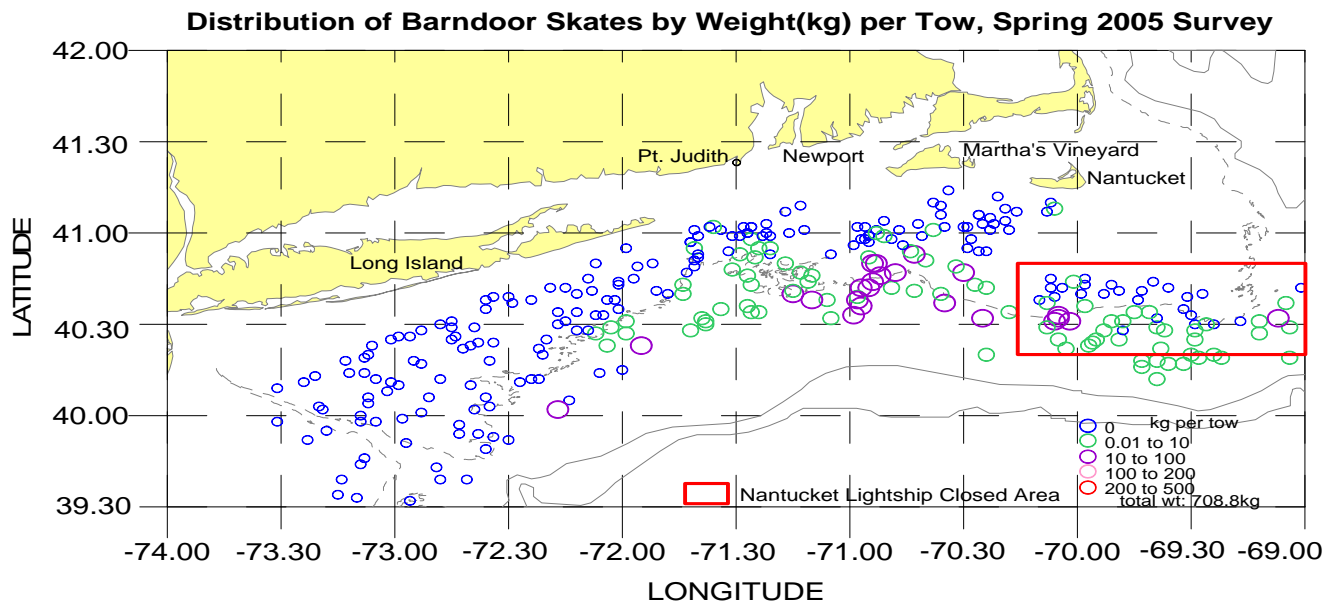 Distribution of Barndoor Skates by Weight(kg) per Tow, Spring 2005 Survey
42.00
41.30
41.00
40.30
40.00
39.30
LATITUDE
Pt. Judith
Newport
Martha's Vineyard
Nantucket
Long Island
kg per tow
0
0.01 to 10
10 to 100
100 to 200
200 to 500
total wt: 708.8kg
Nantucket Lightship Closed Area
-74.00 -73.30 -73.00 -72.30 -72.00 -71.30 -71.00 -70.30 -70.00 -69.30 -69.00
LONGITUDE